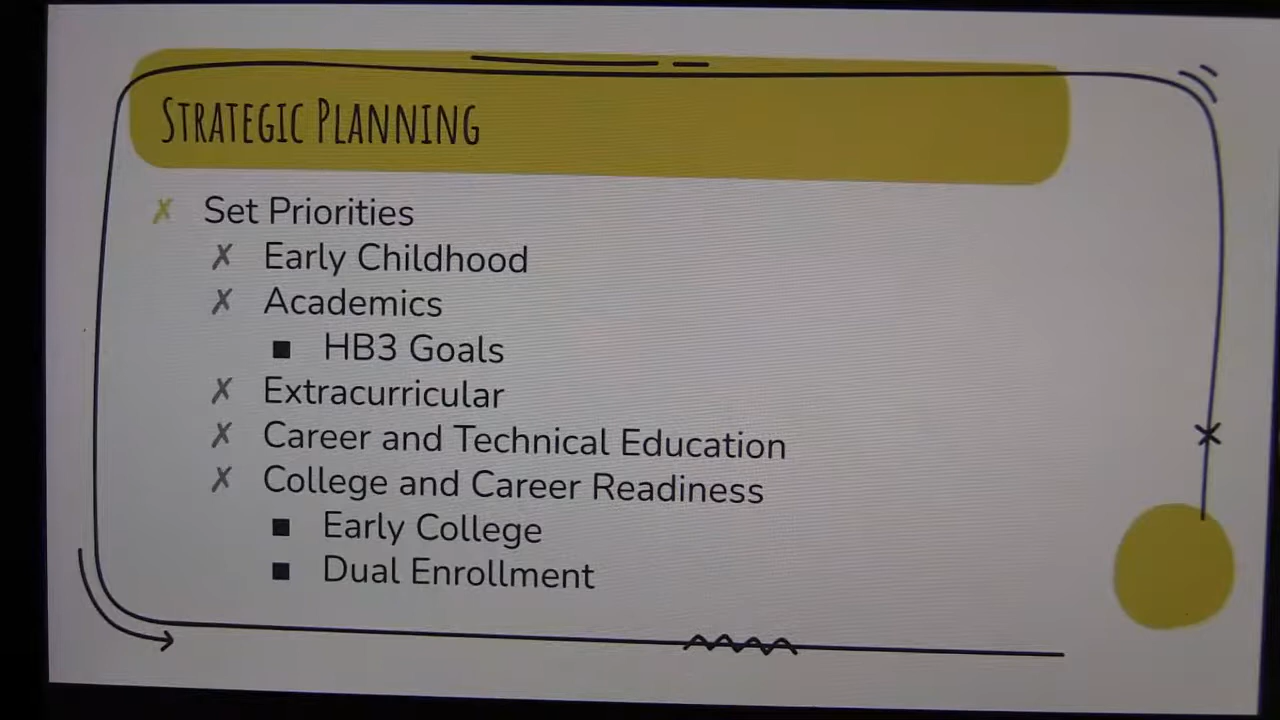 Strategic Planning
Set Priorities
Early Childhood
Academics
HB3 Goals
Extracurricular
Career and Technical Education
College and Career Readiness
Early College
Dual Enrollment